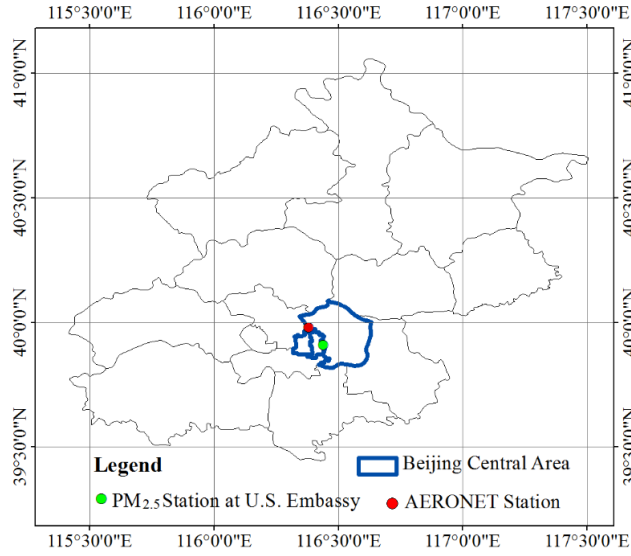 115°30'0"E 116°0'0"E 116°30'0"E 117°0'0"E 117°30'0"E
41°0'0"N 41°0'0"N
40°30'0"N 40°30'0"N
40°0'0"N 40°0'0"N
39°30'0"N 39°30'0"N
Legend Beijing Central Area
PM2.5 Station at U.S. Embassy AERONET Station
115°30'0"E 116°0'0"E 116°30'0"E 117°0'0"E 117°30'0"E